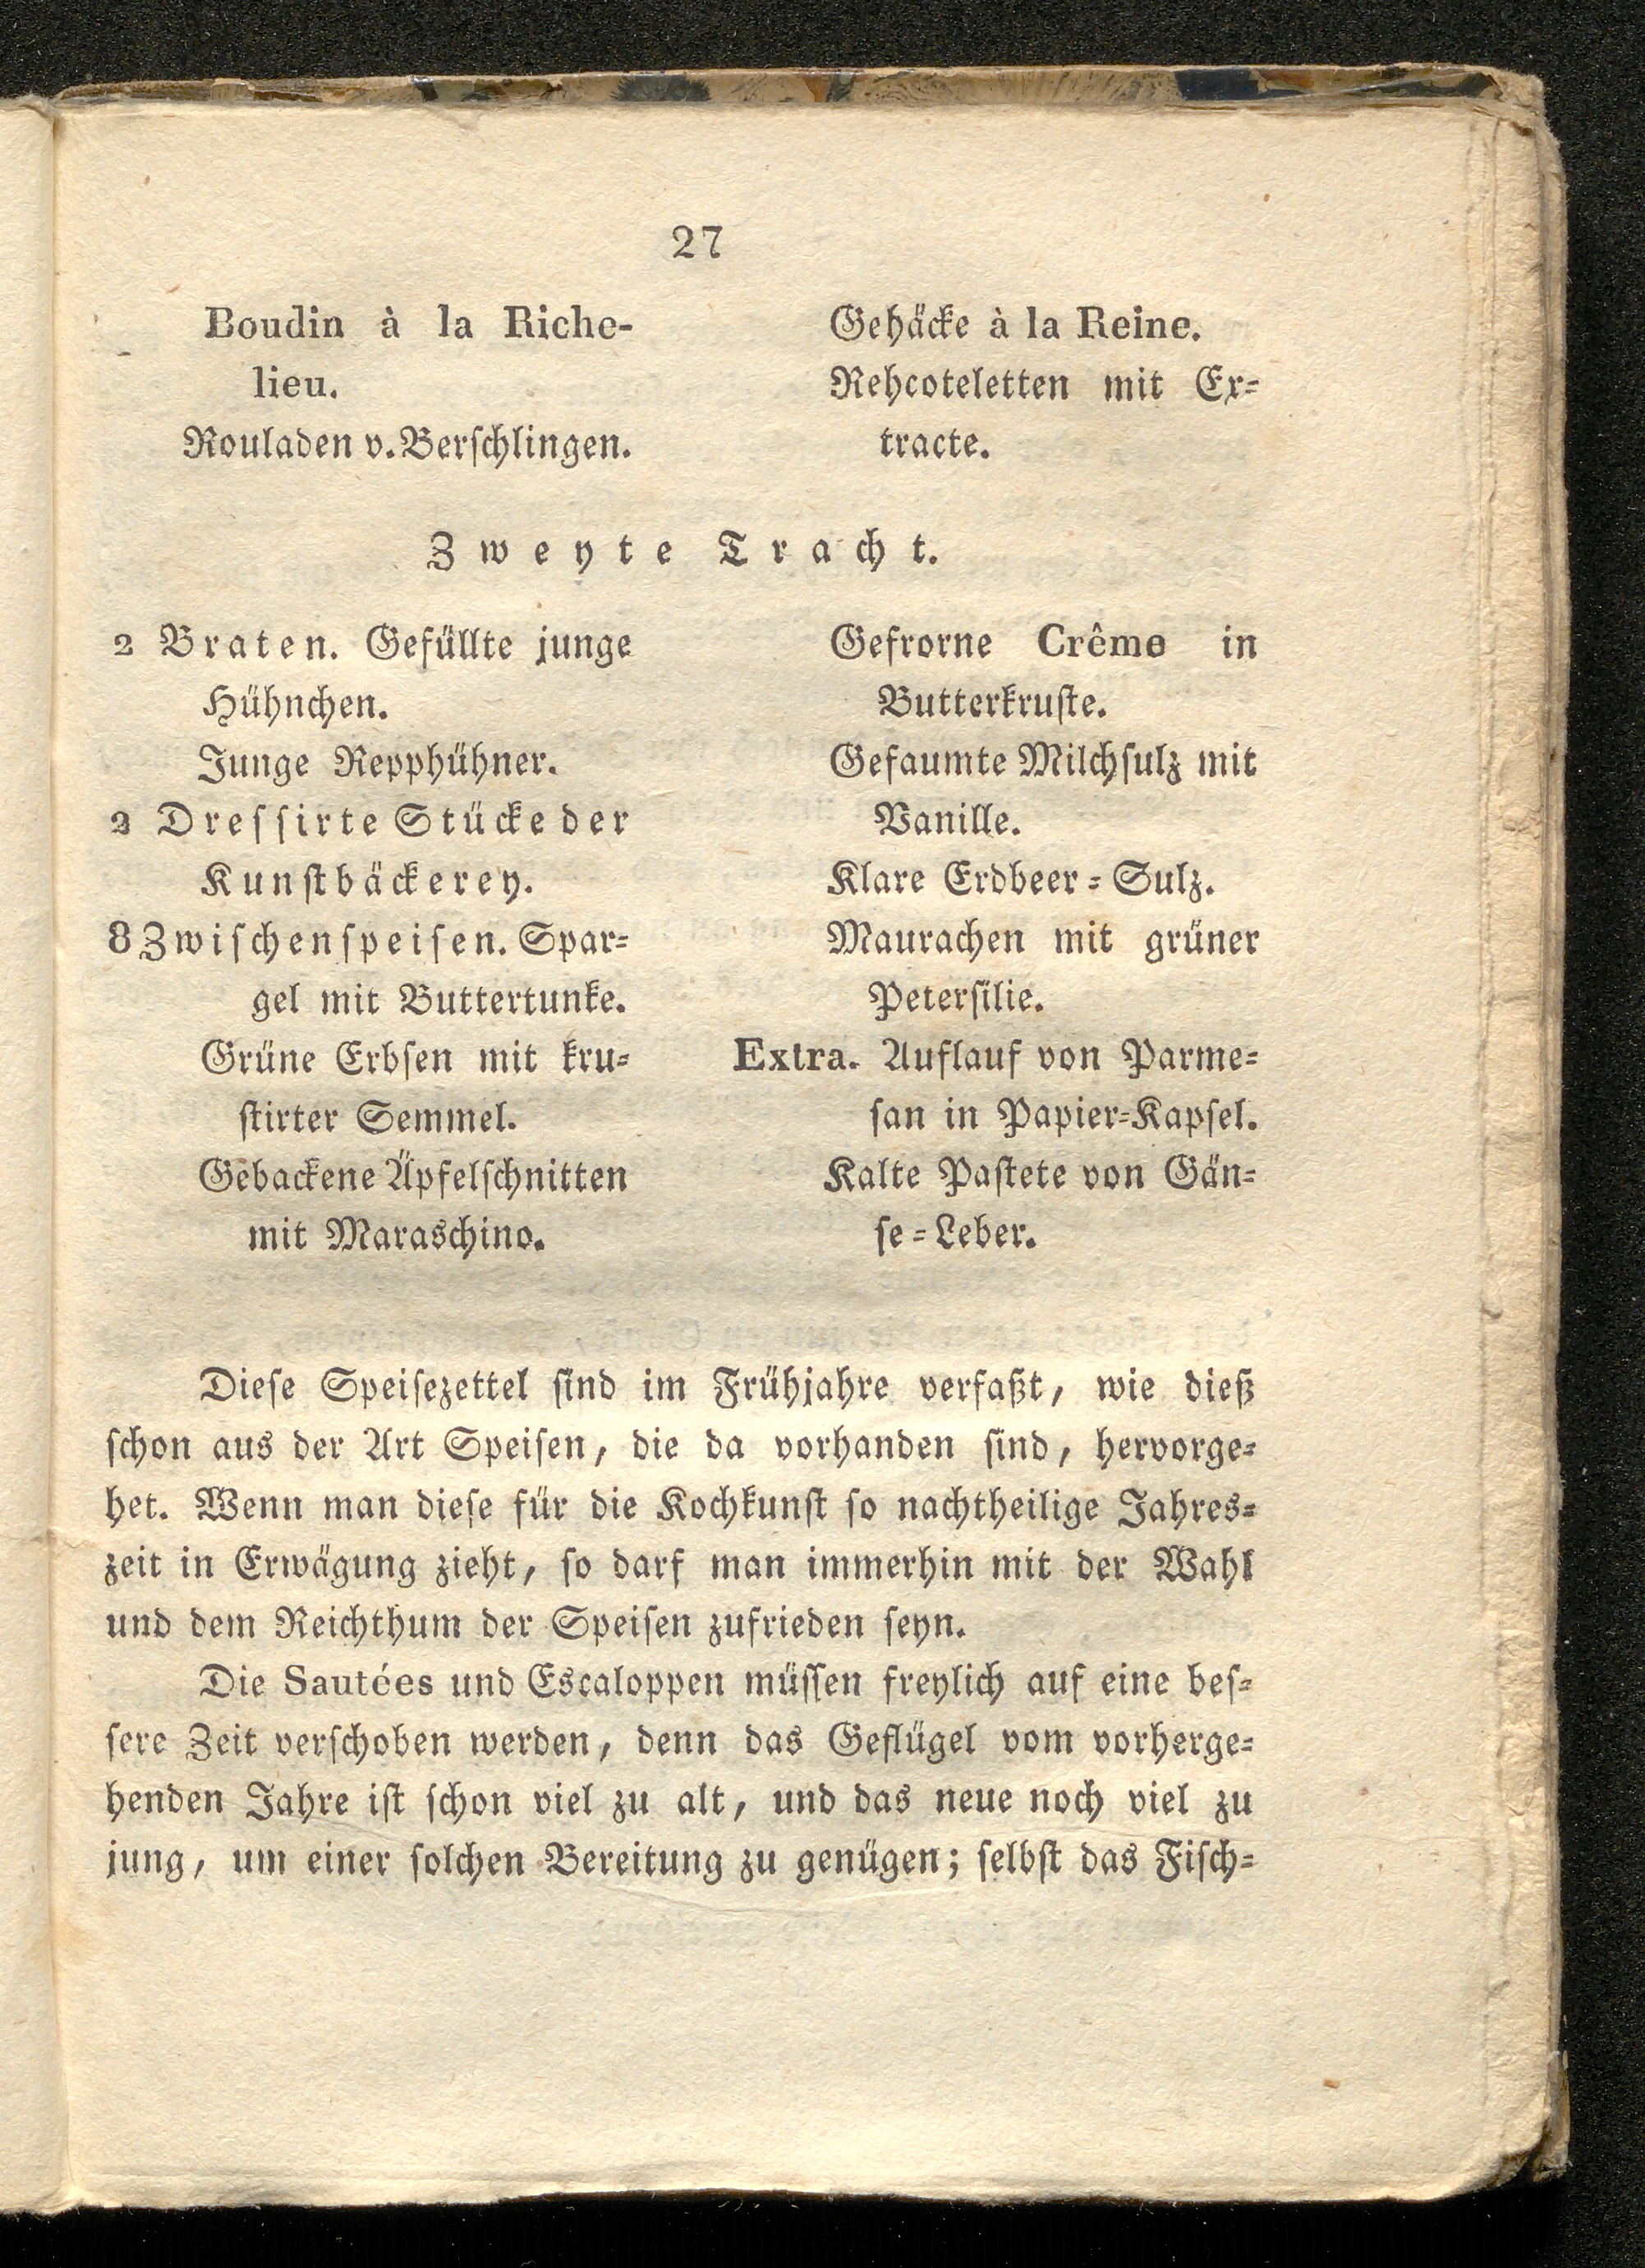 27
Boudin à la Riche-
lieu.
Rouladen v. Berſchlingen.
Gehäcke à la Reine.
Rehcoteletten mit Ex-
tracte.
Zweyte Tracht.
2 Braten. Gefüllte junge
Hühnchen.
Junge Repphühner.
2 Dreſſirte Stücke der
Kunſtbäckerey.
8 Zwiſchenſpeiſen. Spar-
gel mit Buttertunke.
Grüne Erbſen mit kru-
ſtirter Semmel.
Gebackene Äpfelſchnitten
mit Maraschino.
Gefrorne Crême in
Butterkruſte.
Gefaumte Milchſulz mit
Vanille.
Klare Erdbeer-Sulz.
Maurachen mit grüner
Peterſilie.
Extra. Auflauf von Parme-
ſan in Papier-Kapſel.
Kalte Paſtete von Gän-
ſe-Leber.
Dieſe Speiſezettel ſind im Frühjahre verfaßt, wie dieß
ſchon aus der Art Speiſen, die da vorhanden ſind, hervorge-
het. Wenn man dieſe für die Kochkunſt ſo nachtheilige Jahres-
zeit in Erwägung zieht, ſo darf man immerhin mit der Wahl
und dem Reichthum der Speiſen zufrieden ſeyn.
Die Sautées und Escaloppen müſſen freylich auf eine beſ-
ſere Zeit verſchoben werden, denn das Geflügel vom vorherge-
henden Jahre iſt ſchon viel zu alt, und das neue noch viel zu
jung, um einer ſolchen Bereitung zu genügen; ſelbſt das Fiſch-